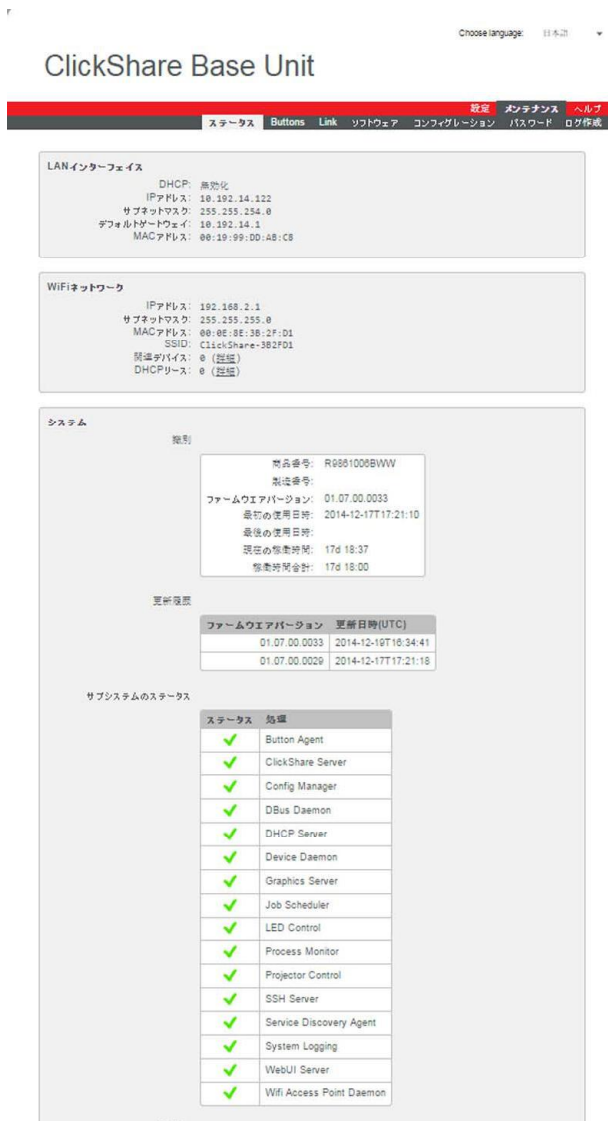 Choose language: 日本語
ClickShare Base Unit
設定 メンテナンス ヘルプ
ステータス Buttons Link ソフトウェア コンフィグレーション パスワード ログ作成
LANインターフェイス
DHCP: 無効化
IPアドレス: 10.192.14.122
サブネットマスク: 255.255.254.0
デフォルトゲートウェイ: 10.192.14.1
MACアドレス: 00:19:99:DD:AB:CB
WiFiネットワーク
IPアドレス: 192.168.2.1
サブネットマスク: 255.255.255.0
MACアドレス: 00:0E:8E:3B:2F:D1
SSID: ClickShare-3B2FD1
関連デバイス: 0 (詳細)
DHCPリース: 0 (詳細)
システム
識別
商品番号: R9861006BWW
製造番号:
ファームウエアバージョン: 01.07.00.0033
最初の使用日時: 2014-12-17T17:21:10
最後の使用日時:
現在の稼働時間: 17d 18:37
稼働時間合計: 17d 18:00
更新履歴
ファームウエアバージョン 更新日時(UTC)
01.07.00.0033 2014-12-19T16:34:41
01.07.00.0029 2014-12-17T17:21:18
サブシステムのステータス
ステータス 処理
Button Agent
ClickShare Server
Config Manager
DBus Daemon
DHCP Server
Device Daemon
Graphics Server
Job Scheduler
LED Control
Process Monitor
Projector Control
SSH Server
Service Discovery Agent
System Logging
WebUI Server
Wifi Access Point Daemon